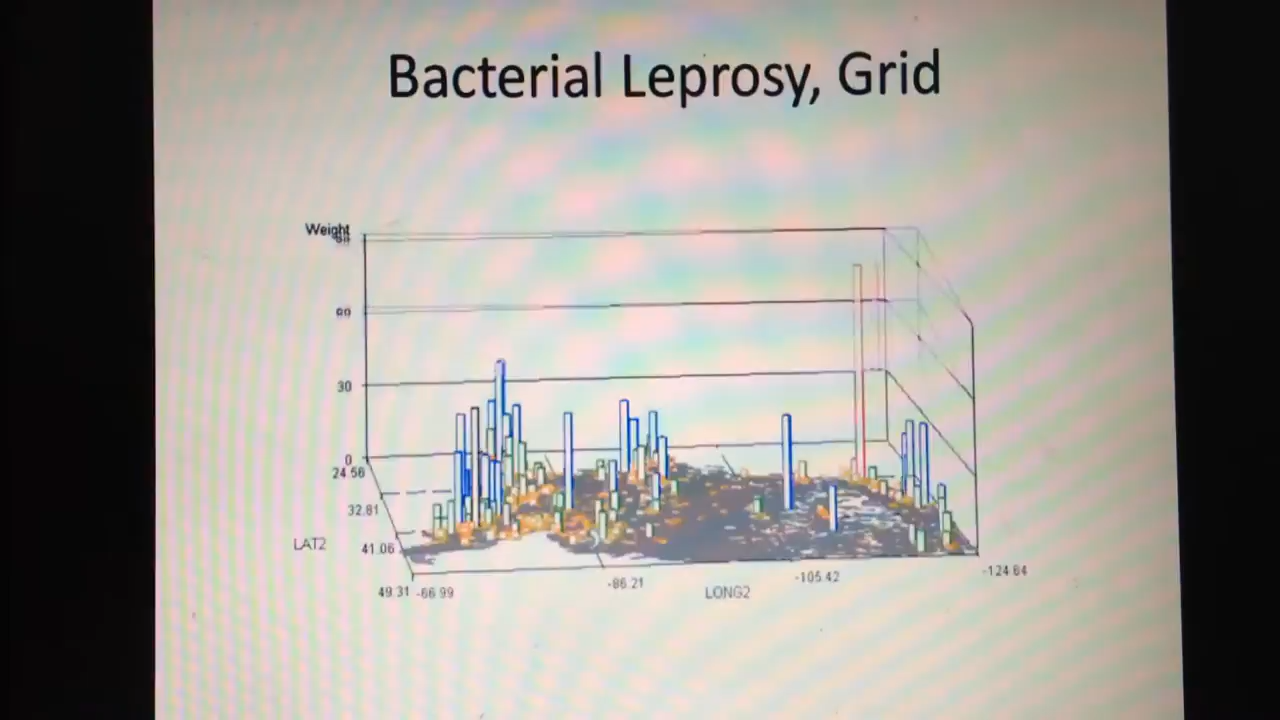 Bacterial Leprosy, Grid
Weight
60
30
0
24.56
32.81
LAT2
41.06
49.31
-66.99
-86.21
LONG2
-105.42
-124.64